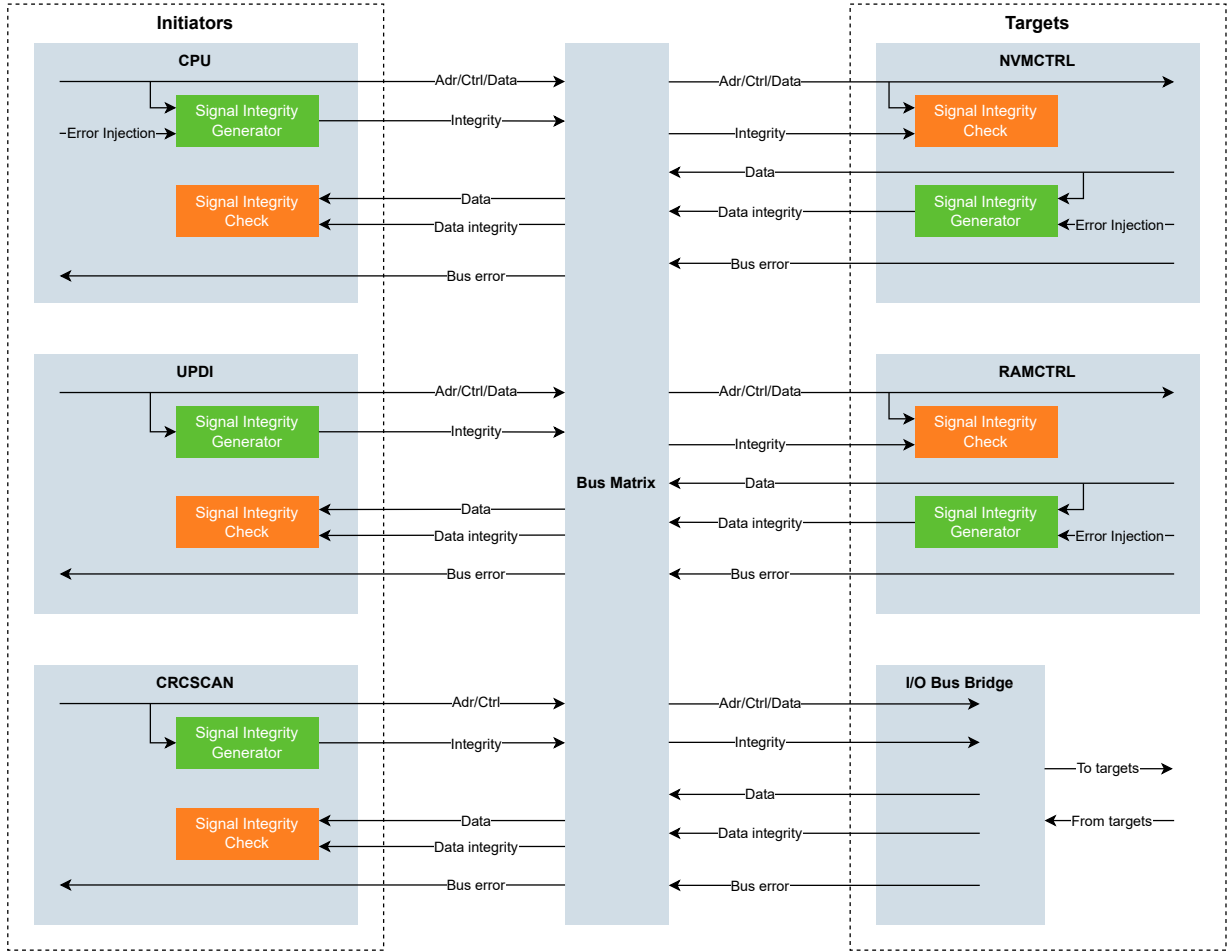 Initiators
CPU
Adr/Ctrl/Data
Signal Integrity
Generator
Integrity
Error Injection
Signal Integrity
Check
Data
Data integrity
Bus error
UPDI
Adr/Ctrl/Data
Signal Integrity
Generator
Integrity
Signal Integrity
Check
Data
Data integrity
Bus error
CRCSCAN
Adr/Ctrl
Signal Integrity
Generator
Integrity
Signal Integrity
Check
Data
Data integrity
Bus error
Bus Matrix
Targets
NVMCTRL
Adr/Ctrl/Data
Signal Integrity
Check
Integrity
Data
Data integrity
Signal Integrity
Generator
Error Injection
Bus error
RAMCTRL
Adr/Ctrl/Data
Signal Integrity
Check
Integrity
Data
Data integrity
Signal Integrity
Generator
Error Injection
Bus error
I/O Bus Bridge
Adr/Ctrl/Data
Integrity
To targets
Data
From targets
Data integrity
Bus error